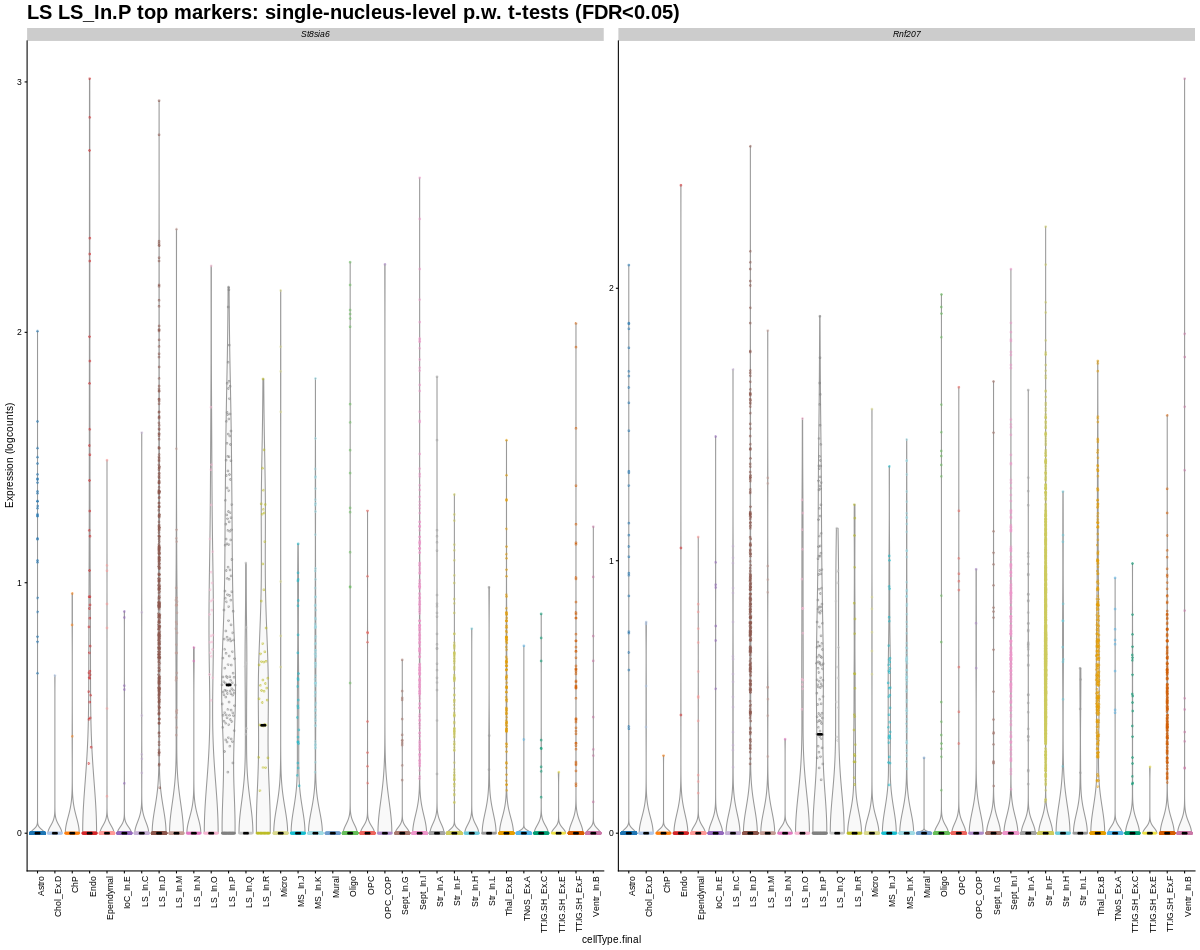 LS LS_In.P top markers: single-nucleus-level p.w. t-tests (FDR<0.05)
St8sia6
Rnf207
Expression (logcounts)
3
2
1
0
2
1
0
Astro
Chol_Ex.D
ChP
Endo
Ependymal
IoC_In.E
LS_In.C
LS_In.D
LS_In.M
LS_In.N
LS_In.O
LS_In.P
LS_In.Q
LS_In.R
Micro
MS_In.J
MS_In.K
Mural
Oligo
OPC
OPC_COP
Sept_In.G
Sept_In.I
Str_In.A
Str_In.F
Str_In.H
Str_In.L
Thal_Ex.B
TNoS_Ex.A
TT.IG.SH_Ex.C
TT.IG.SH_Ex.E
TT.IG.SH_Ex.F
Ventr_In.B
Astro
Chol_Ex.D
ChP
Endo
Ependymal
IoC_In.E
LS_In.C
LS_In.D
LS_In.M
LS_In.N
LS_In.O
LS_In.P
LS_In.Q
LS_In.R
Micro
MS_In.J
MS_In.K
Mural
Oligo
OPC
OPC_COP
Sept_In.G
Sept_In.I
Str_In.A
Str_In.F
Str_In.H
Str_In.L
Thal_Ex.B
TNoS_Ex.A
TT.IG.SH_Ex.C
TT.IG.SH_Ex.E
TT.IG.SH_Ex.F
Ventr_In.B
cellType.final